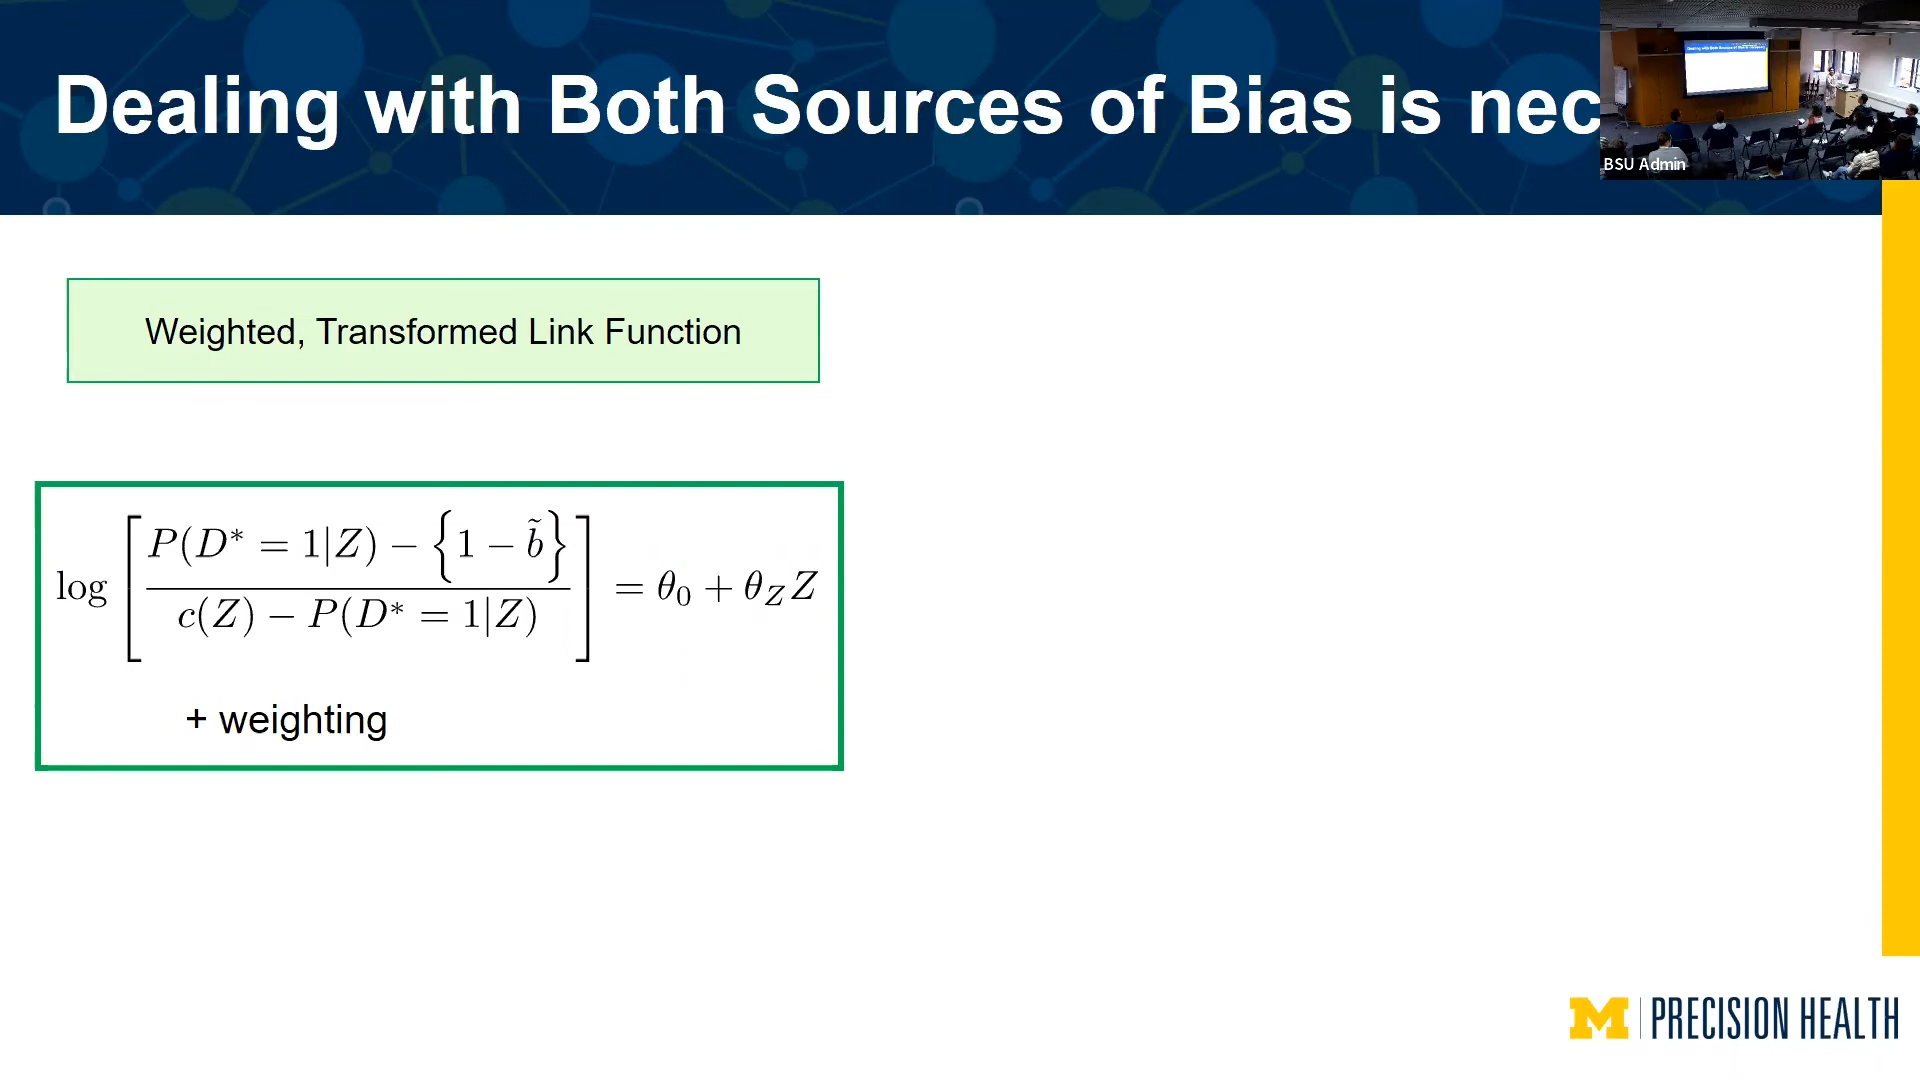 Dealing with Both Sources of Bias is nec
BSU Admin
Weighted, Transformed Link Function
log [ P(D* = 1|Z) − {1 − b̃} / c(Z) − P(D* = 1|Z) ] = θ₀ + θ_Z Z
+ weighting
M | PRECISION HEALTH